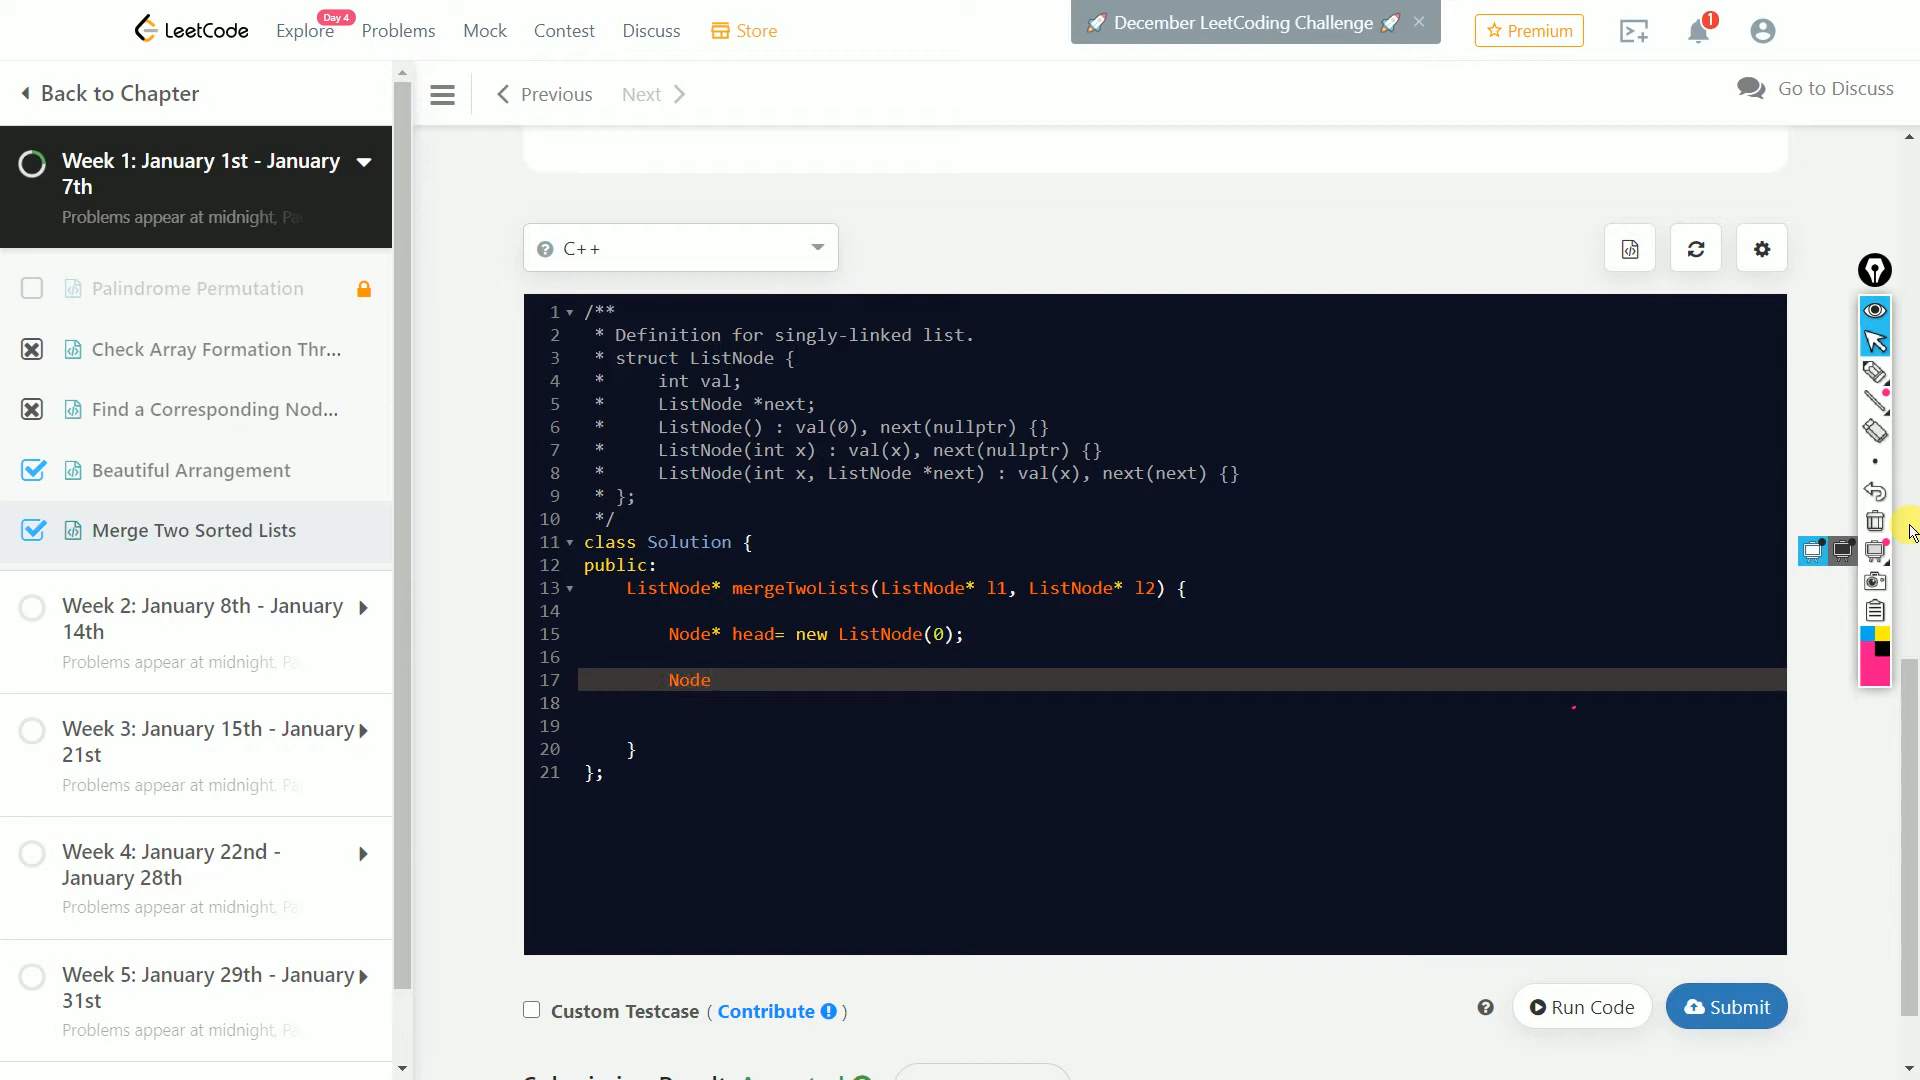 LeetCode
Explore
Day 4
Problems
Mock
Contest
Discuss
Store
🚀 December LeetCoding Challenge 🚀 ×
Premium
1
Back to Chapter
Previous
Next
Go to Discuss
Week 1: January 1st - January
7th
Problems appear at midnight,
Palindrome Permutation
Check Array Formation Thr...
Find a Corresponding Nod...
Beautiful Arrangement
Merge Two Sorted Lists
Week 2: January 8th - January
14th
Problems appear at midnight,
Week 3: January 15th - January
21st
Problems appear at midnight,
Week 4: January 22nd -
January 28th
Problems appear at midnight,
Week 5: January 29th - January
31st
Problems appear at midnight,
C++
1 /**
2 * Definition for singly-linked list.
3 * struct ListNode {
4 *     int val;
5 *     ListNode *next;
6 *     ListNode() : val(0), next(nullptr) {}
7 *     ListNode(int x) : val(x), next(nullptr) {}
8 *     ListNode(int x, ListNode *next) : val(x), next(next) {}
9 * };
10 */
11 class Solution {
12 public:
13     ListNode* mergeTwoLists(ListNode* l1, ListNode* l2) {
14
15         Node* head= new ListNode(0);
16
17         Node
18
19
20     }
21 };
Custom Testcase ( Contribute )
Run Code
Submit